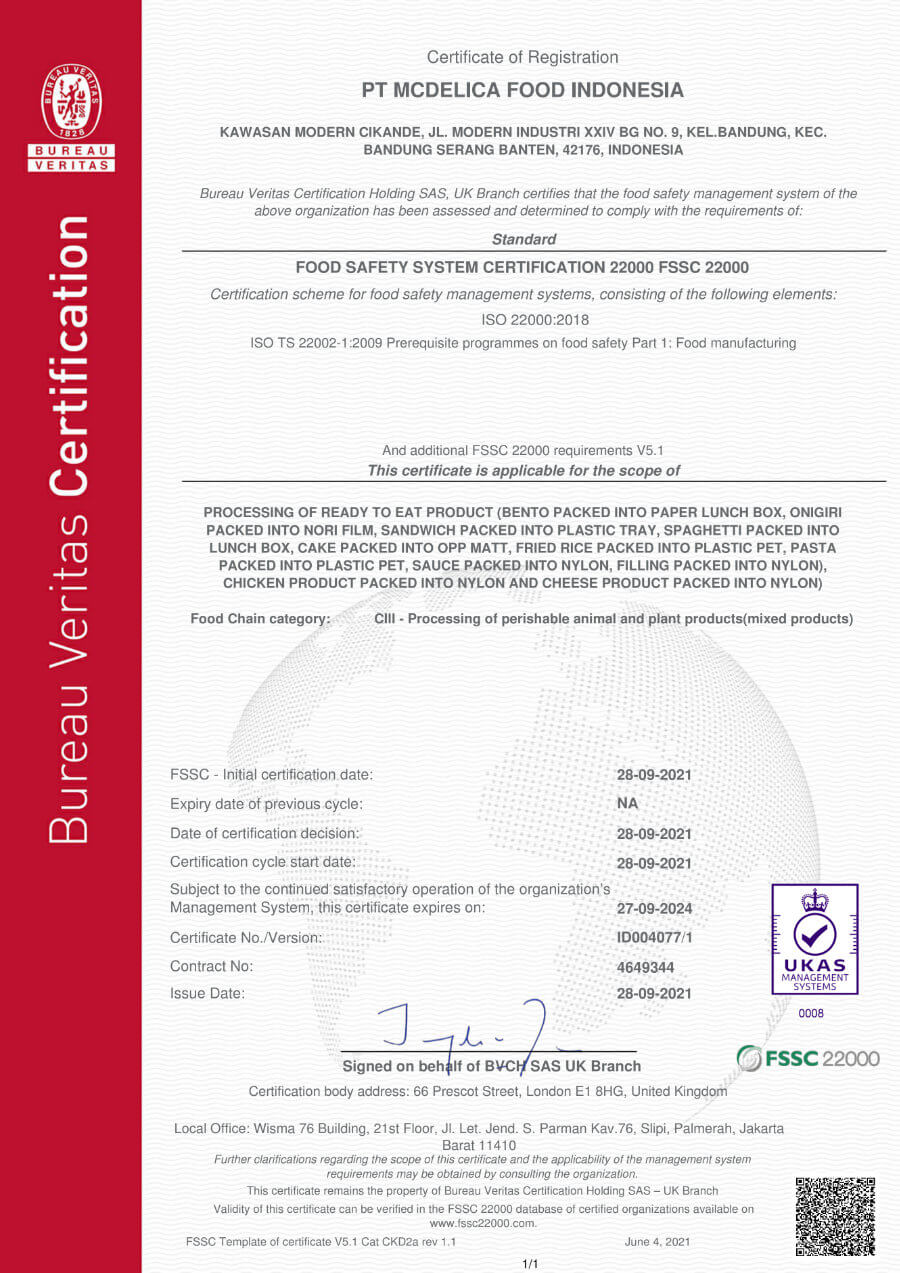 BUREAU VERITAS
1828
BUREAU
VERITAS
Bureau Veritas Certification
Certificate of Registration
PT MCDELICA FOOD INDONESIA
KAWASAN MODERN CIKANDE, JL. MODERN INDUSTRI XXIV BG NO. 9, KEL.BANDUNG, KEC.
BANDUNG SERANG BANTEN, 42176, INDONESIA
Bureau Veritas Certification Holding SAS, UK Branch certifies that the food safety management system of the
above organization has been assessed and determined to comply with the requirements of:
Standard
FOOD SAFETY SYSTEM CERTIFICATION 22000 FSSC 22000
Certification scheme for food safety management systems, consisting of the following elements:
ISO 22000:2018
ISO TS 22002-1:2009 Prerequisite programmes on food safety Part 1: Food manufacturing
And additional FSSC 22000 requirements V5.1
This certificate is applicable for the scope of
PROCESSING OF READY TO EAT PRODUCT (BENTO PACKED INTO PAPER LUNCH BOX, ONIGIRI
PACKED INTO NORI FILM, SANDWICH PACKED INTO PLASTIC TRAY, SPAGHETTI PACKED INTO
LUNCH BOX, CAKE PACKED INTO OPP MATT, FRIED RICE PACKED INTO PLASTIC PET, PASTA
PACKED INTO PLASTIC PET, SAUCE PACKED INTO NYLON, FILLING PACKED INTO NYLON),
CHICKEN PRODUCT PACKED INTO NYLON AND CHEESE PRODUCT PACKED INTO NYLON)
Food Chain category: CIII - Processing of perishable animal and plant products(mixed products)
FSSC - Initial certification date: 28-09-2021
Expiry date of previous cycle: NA
Date of certification decision: 28-09-2021
Certification cycle start date: 28-09-2021
Subject to the continued satisfactory operation of the organization's
Management System, this certificate expires on: 27-09-2024
Certificate No./Version: ID004077/1
Contract No: 4649344
Issue Date: 28-09-2021
UKAS
MANAGEMENT
SYSTEMS
0008
Signed on behalf of BVCH SAS UK Branch
FSSC 22000
Certification body address: 66 Prescot Street, London E1 8HG, United Kingdom
Local Office: Wisma 76 Building, 21st Floor, Jl. Let. Jend. S. Parman Kav.76, Slipi, Palmerah, Jakarta
Barat 11410
Further clarifications regarding the scope of this certificate and the applicability of the management system
requirements may be obtained by consulting the organization.
This certificate remains the property of Bureau Veritas Certification Holding SAS – UK Branch
Validity of this certificate can be verified in the FSSC 22000 database of certified organizations available on
www.fssc22000.com.
FSSC Template of certificate V5.1 Cat CKD2a rev 1.1 June 4, 2021
1/1